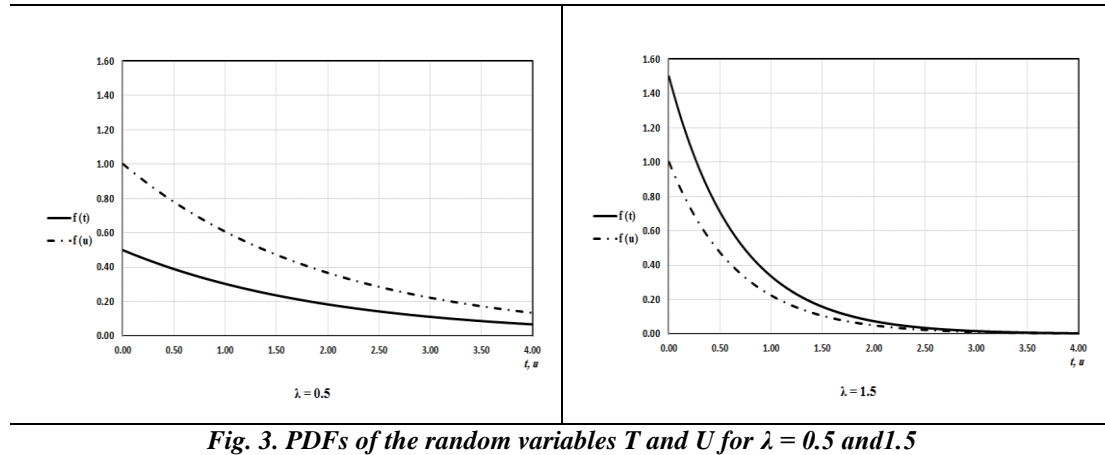 1.60
1.40
1.20
1.00
0.80
0.60
0.40
0.20
0.00
f (t)
f (u)
0.00 0.50 1.00 1.50 2.00 2.50 3.00 3.50 4.00
t, u
λ = 0.5
1.60
1.40
1.20
1.00
0.80
0.60
0.40
0.20
0.00
f (t)
f (u)
0.00 0.50 1.00 1.50 2.00 2.50 3.00 3.50 4.00
t, u
λ = 1.5
Fig. 3. PDFs of the random variables T and U for λ = 0.5 and1.5